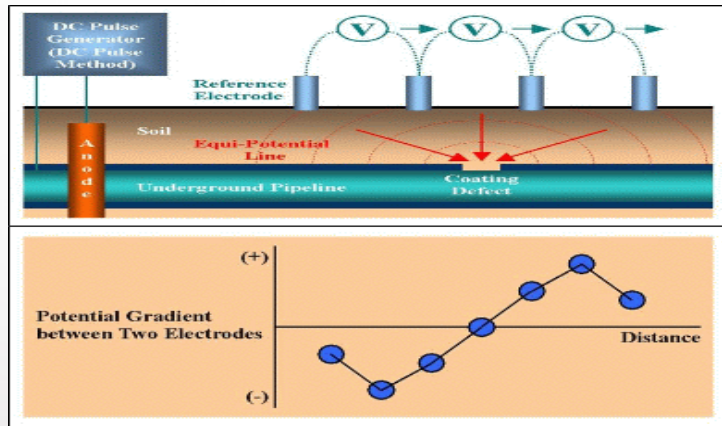 DC Pulse
Generator
(DC Pulse
Method)
V
V
V
Reference
Electrode
Soil
Equi-Potential
Line
Anode
Underground Pipeline
Coating
Defect
(+)
Potential Gradient
between Two Electrodes
Distance
(-)